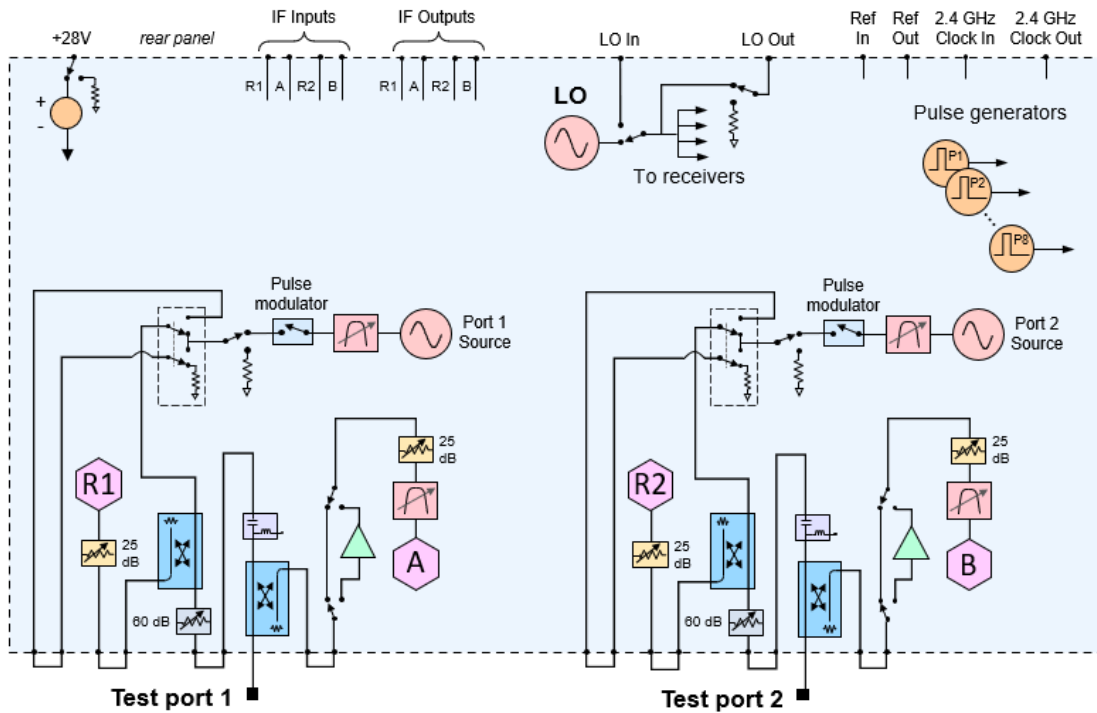 IF Inputs
IF Outputs
Ref
In
Ref
Out
2.4 GHz
Clock In
2.4 GHz
Clock Out
+28V
rear panel
LO In
LO Out
R1
A
R2
B
R1
A
R2
B
+
-
LO
To receivers
Pulse generators
P1
P2
P8
Pulse
modulator
Port 1
Source
Pulse
modulator
Port 2
Source
R1
25
dB
60 dB
25
dB
A
R2
25
dB
60 dB
25
dB
B
Test port 1
Test port 2